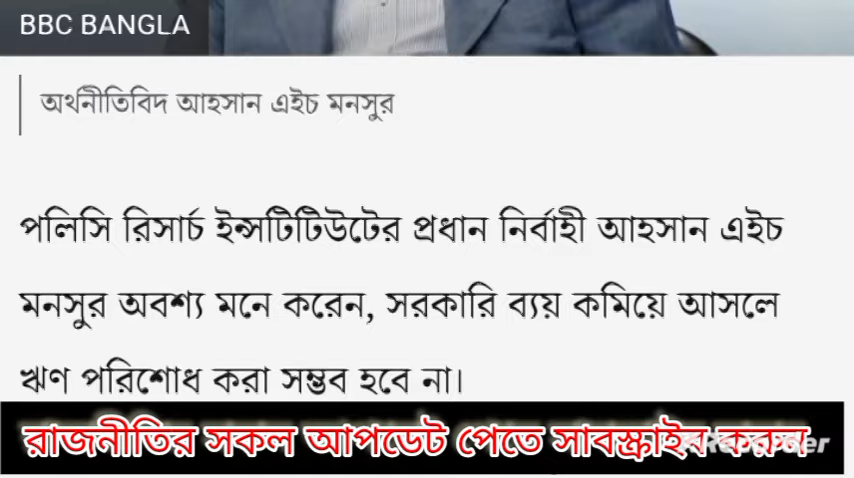 BBC BANGLA
অর্থনীতিবিদ আহসান এইচ মনসুর
পলিসি রিসার্চ ইন্সটিটিউটের প্রধান নির্বাহী আহসান এইচ
মনসুর অবশ্য মনে করেন, সরকারি ব্যয় কমিয়ে আসলে
ঋণ পরিশোধ করা সম্ভব হবে না।
রাজনীতির সকল আপডেট পেতে সাবস্ক্রাইব করুন